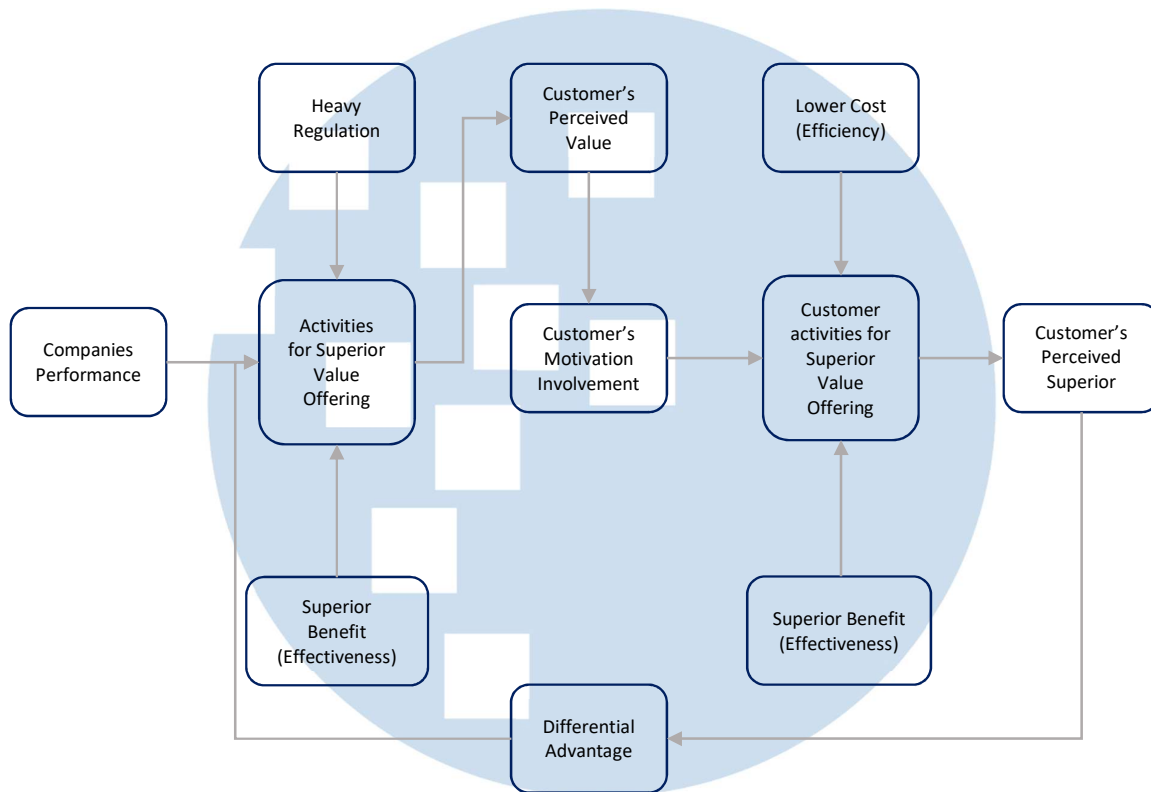 Heavy
Regulation
Customer’s
Perceived
Value
Lower Cost
(Efficiency)
Companies
Performance
Activities
for Superior
Value
Offering
Customer’s
Motivation
Involvement
Customer
activities for
Superior
Value
Offering
Customer’s
Perceived
Superior
Superior
Benefit
(Effectiveness)
Superior Benefit
(Effectiveness)
Differential
Advantage